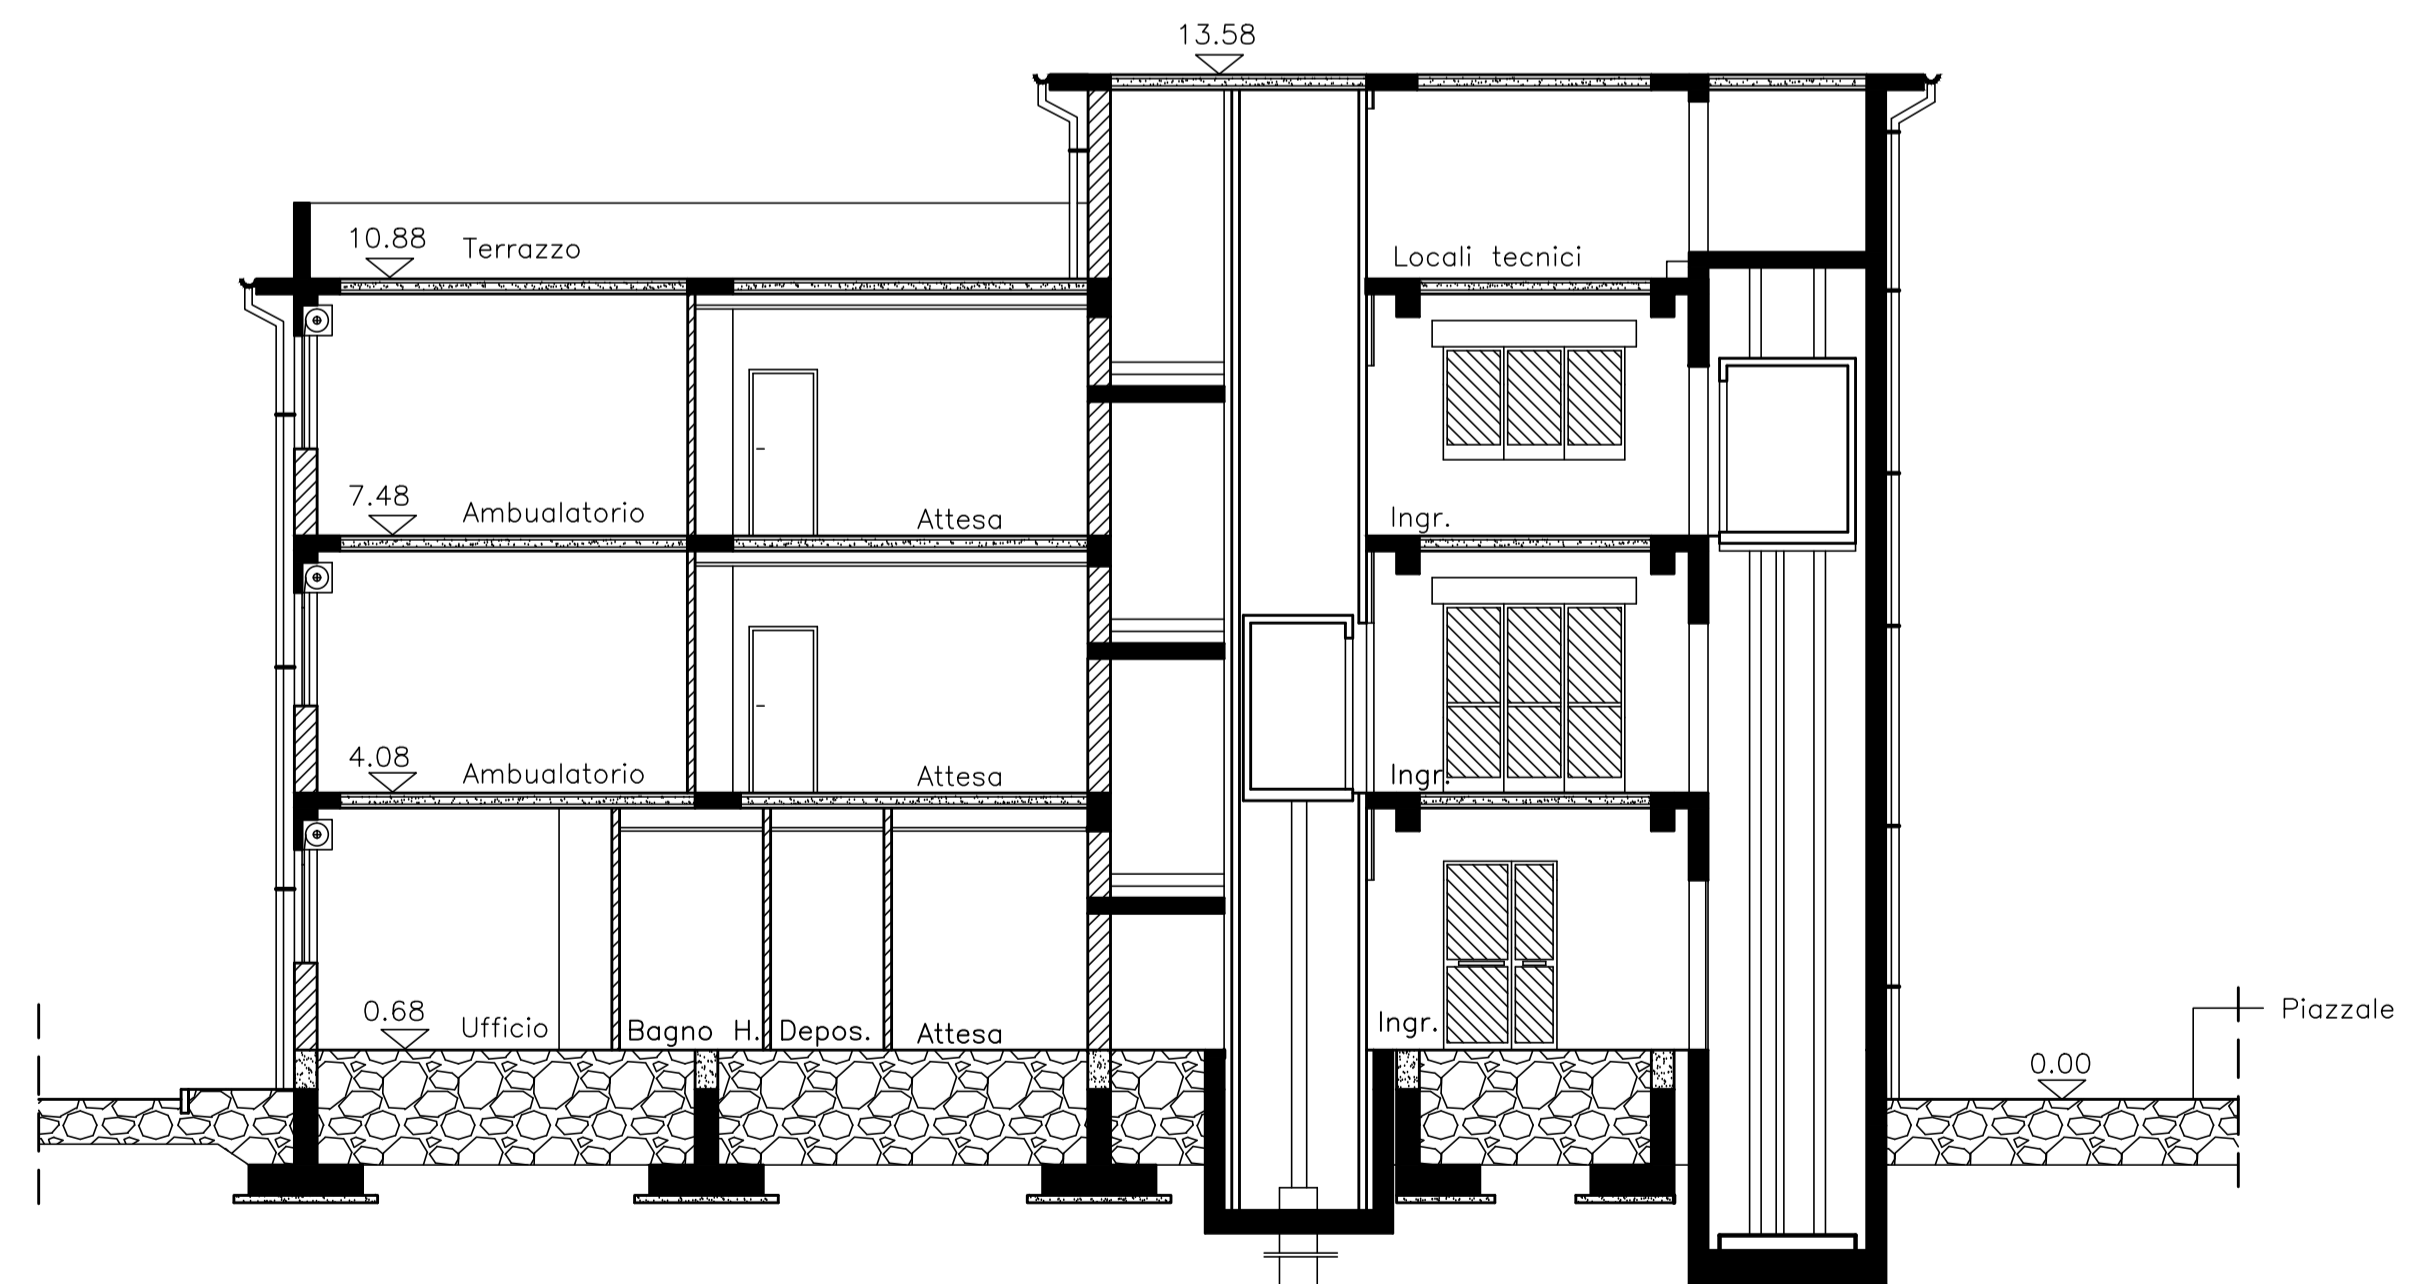 13.58
10.88 Terrazzo
Locali tecnici
7.48 Ambualatorio Attesa
Ingr.
4.08 Ambualatorio Attesa
Ingr.
0.68 Ufficio Bagno H. Depos. Attesa
Ingr.
Piazzale
0.00